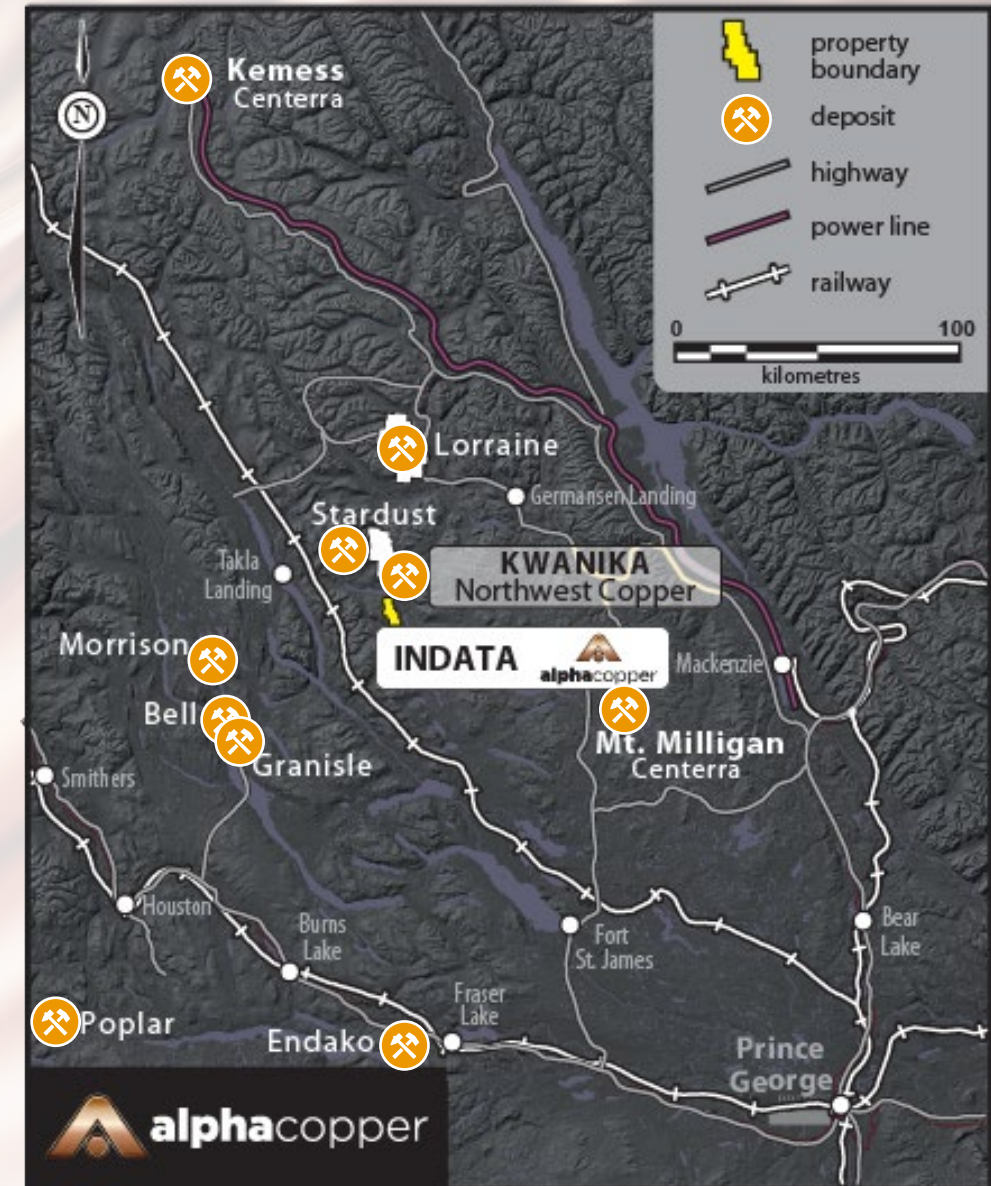 N
Kemess
Centerra
property
boundary
deposit
highway
power line
railway
0 100
kilometres
Lorraine
Germansen Landing
Stardust
KWANIKA
Northwest Copper
Takla
Landing
INDATA
alphacopper
Mackenzie
Morrison
Bell
Granisle
Mt. Milligan
Centerra
Smithers
Houston
Burns
Lake
Fort
St. James
Bear
Lake
Fraser
Lake
Poplar
Endako
Prince
George
alphacopper